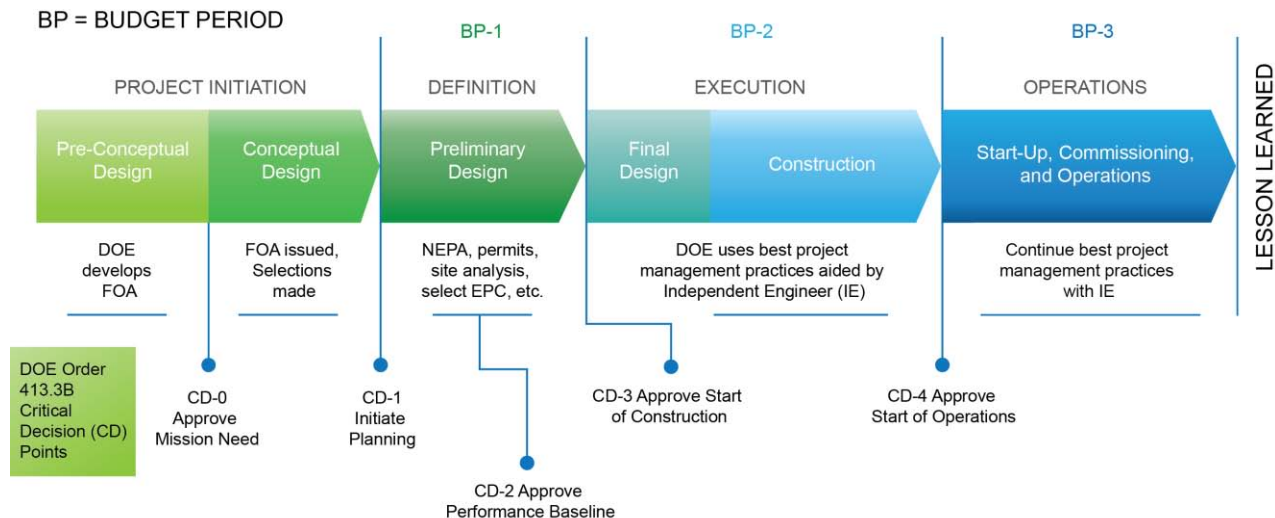 BP = BUDGET PERIOD
BP-1
BP-2
BP-3
PROJECT INITIATION
DEFINITION
EXECUTION
OPERATIONS
Pre-Conceptual
Design
Conceptual
Design
Preliminary
Design
Final
Design
Construction
Start-Up, Commissioning,
and Operations
LESSON LEARNED
DOE
develops
FOA
FOA issued,
Selections
made
NEPA, permits,
site analysis,
select EPC, etc.
DOE uses best project
management practices aided by
Independent Engineer (IE)
Continue best project
management practices
with IE
DOE Order
413.3B
Critical
Decision (CD)
Points
CD-0
Approve
Mission Need
CD-1
Initiate
Planning
CD-2 Approve
Performance Baseline
CD-3 Approve Start
of Construction
CD-4 Approve
Start of Operations